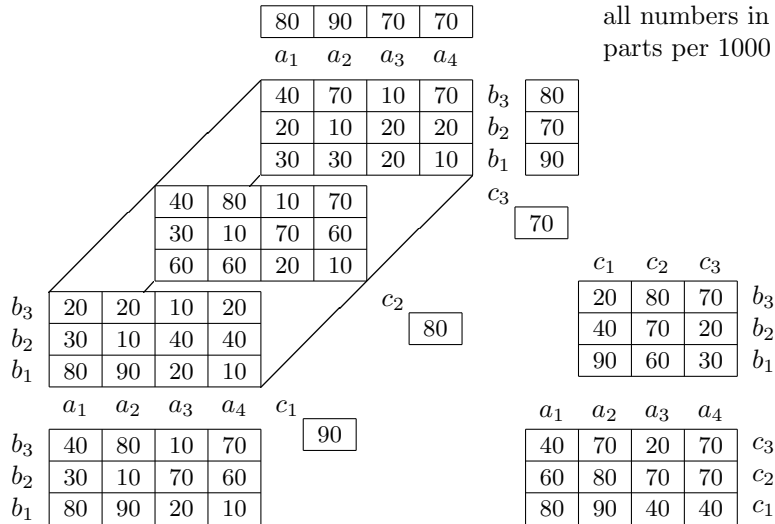 80 90 70 70
all numbers in
parts per 1000
a1 a2 a3 a4
40 70 10 70 b3 80
20 10 20 20 b2 70
30 30 20 10 b1 90
c3
70
40 80 10 70
30 10 70 60
60 60 20 10
c2
80
b3 20 20 10 20
b2 30 10 40 40
b1 80 90 20 10
a1 a2 a3 a4 c1
90
c1 c2 c3
20 80 70 b3
40 70 20 b2
90 60 30 b1
b3 40 80 10 70
b2 30 10 70 60
b1 80 90 20 10
a1 a2 a3 a4
40 70 20 70 c3
60 80 70 70 c2
80 90 40 40 c1